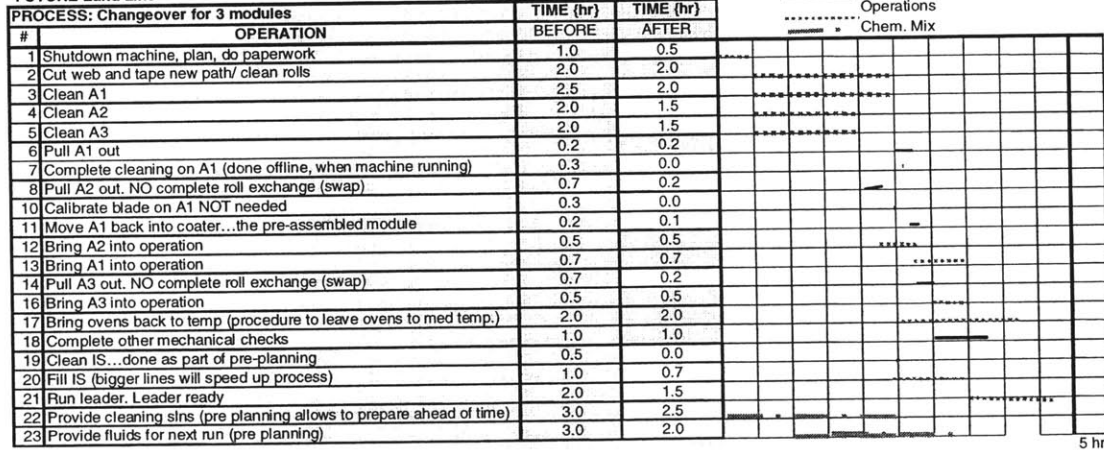 PROCESS: Changeover for 3 modules TIME {hr} TIME {hr} Operations
# OPERATION BEFORE AFTER Chem. Mix
1 Shutdown machine, plan, do paperwork 1.0 0.5
2 Cut web and tape new path/ clean rolls 2.0 2.0
3 Clean A1 2.5 2.0
4 Clean A2 2.0 1.5
5 Clean A3 2.0 1.5
6 Pull A1 out 0.2 0.2
7 Complete cleaning on A1 (done offline, when machine running) 0.3 0.0
8 Pull A2 out. NO complete roll exchange (swap) 0.7 0.2
10 Calibrate blade on A1 NOT needed 0.3 0.0
11 Move A1 back into coater...the pre-assembled module 0.2 0.1
12 Bring A2 into operation 0.5 0.5
13 Bring A1 into operation 0.7 0.7
14 Pull A3 out. NO complete roll exchange (swap) 0.7 0.2
16 Bring A3 into operation 0.5 0.5
17 Bring ovens back to temp (procedure to leave ovens to med temp.) 2.0 2.0
18 Complete other mechanical checks 1.0 1.0
19 Clean IS...done as part of pre-planning 0.5 0.0
20 Fill IS (bigger lines will speed up process) 1.0 0.7
21 Run leader. Leader ready 2.0 1.5
22 Provide cleaning slns (pre planning allows to prepare ahead of time) 3.0 2.5
23 Provide fluids for next run (pre planning) 3.0 2.0
5 hr